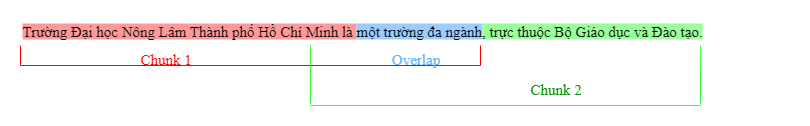 Trường Đại học Nông Lâm Thành phố Hồ Chí Minh là một trường đa ngành, trực thuộc Bộ Giáo dục và Đào tạo.
Chunk 1 Overlap
Chunk 2